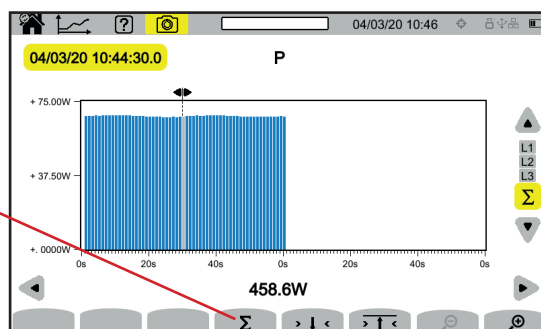 ?
04/03/20 10:46
04/03/20 10:44:30.0
P
+ 75.00W
L1
L2
L3
Σ
+ 37.50W
+. 0000W
0s 20s 40s 0s 20s 40s 0s
458.6W
Σ